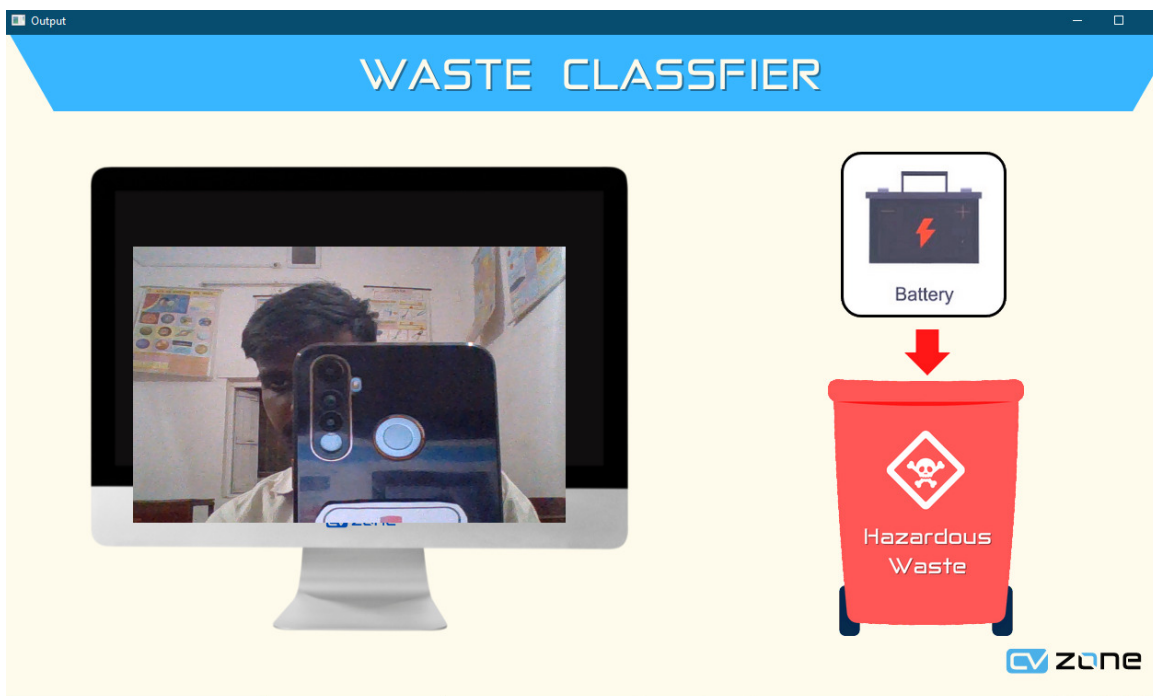 Output
WASTE CLASSFIER
Battery
Hazardous
Waste
CV ZONE